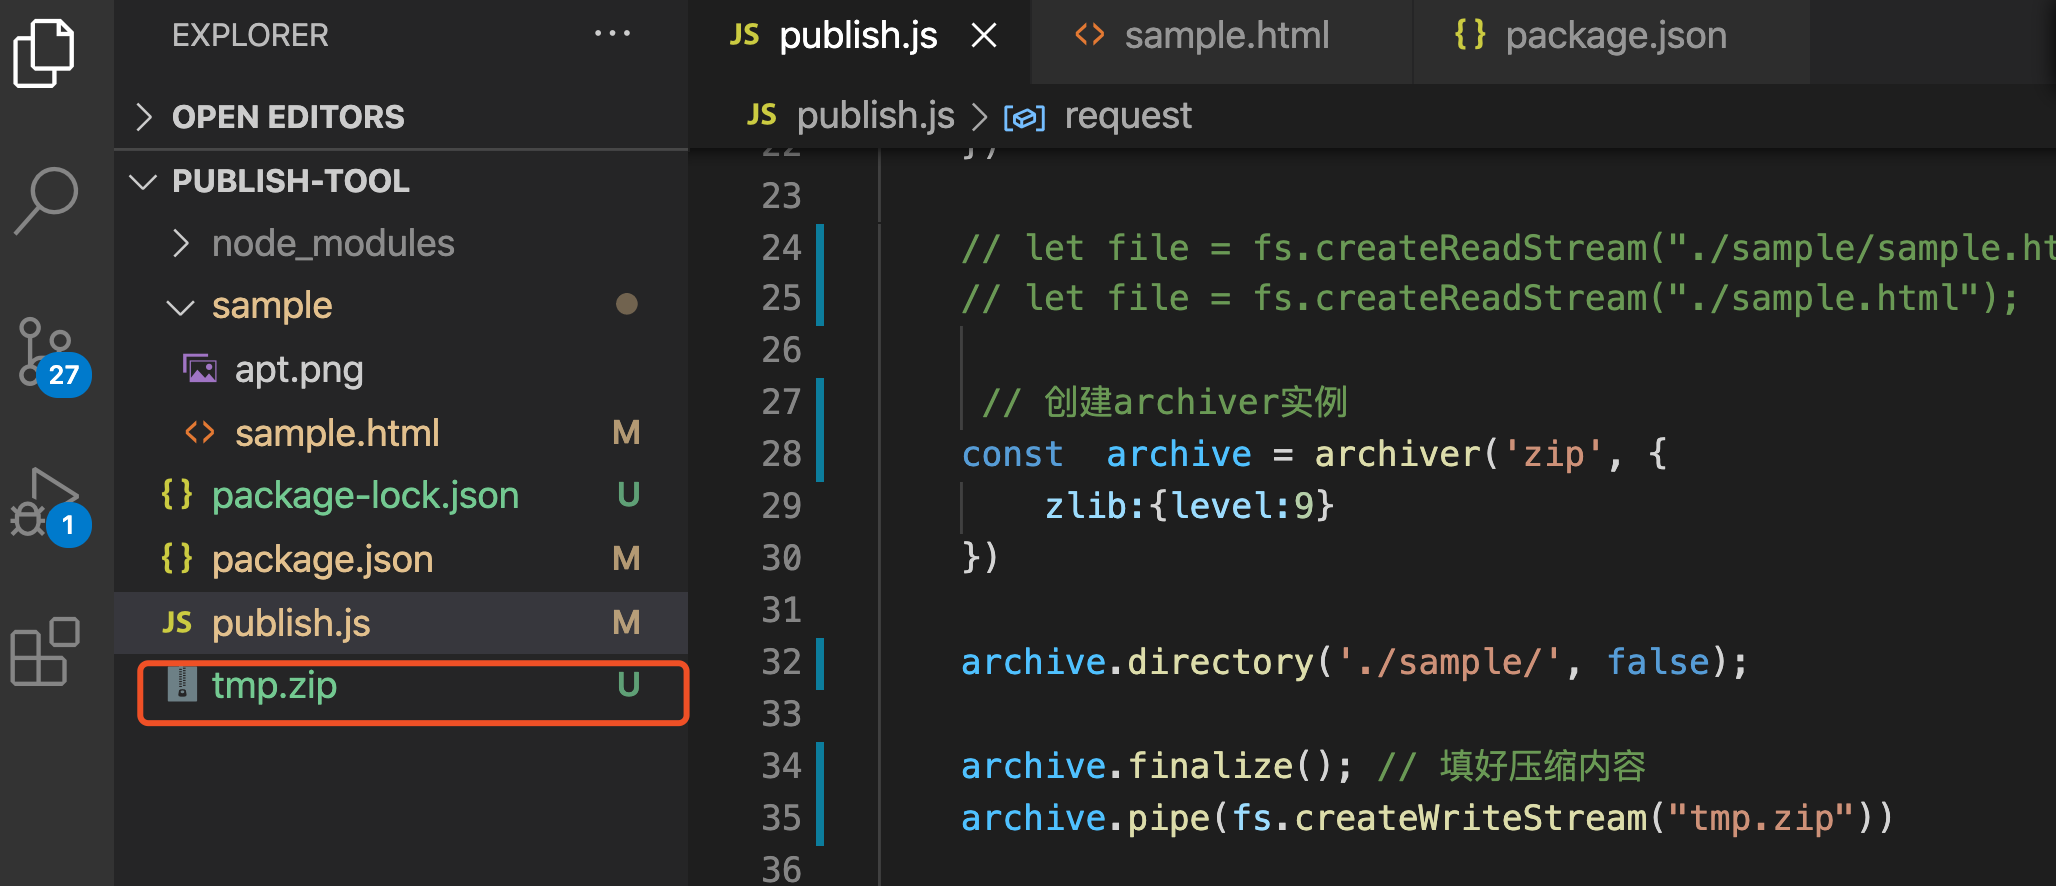 EXPLORER ...
OPEN EDITORS
PUBLISH-TOOL
node_modules
sample
apt.png
<> sample.html M
{} package-lock.json U
{} package.json M
JS publish.js M
tmp.zip U
27
1
JS publish.js × <> sample.html {} package.json
JS publish.js > request
22 })
23
24 // let file = fs.createReadStream("./sample/sample.ht
25 // let file = fs.createReadStream("./sample.html");
26
27 // 创建archiver实例
28 const archive = archiver('zip', {
29 zlib:{level:9}
30 })
31
32 archive.directory('./sample/', false);
33
34 archive.finalize(); // 填好压缩内容
35 archive.pipe(fs.createWriteStream("tmp.zip"))
36